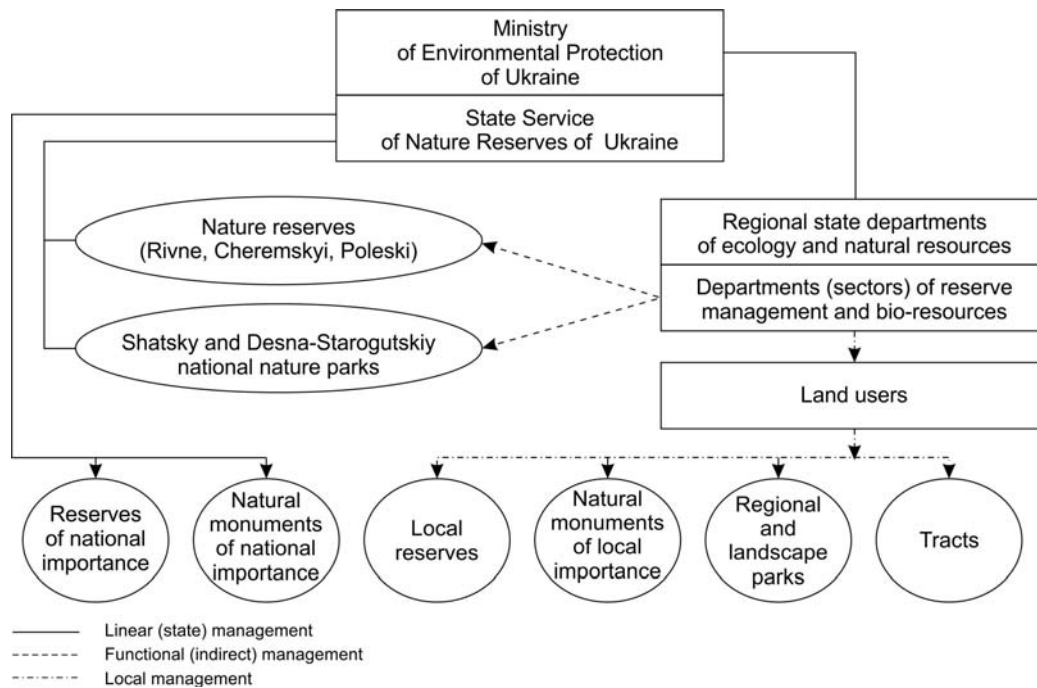 Ministry
of Environmental Protection
of Ukraine
State Service
of Nature Reserves of Ukraine
Nature reserves
(Rivne, Cheremskyi, Poleski)
Regional state departments
of ecology and natural resources
Departments (sectors) of reserve
management and bio-resources
Shatsky and Desna-Starogutskiy
national nature parks
Land users
Reserves
of national
importance
Natural
monuments
of national
importance
Local
reserves
Natural
monuments
of local
importance
Regional
and
landscape
parks
Tracts
Linear (state) management
Functional (indirect) management
Local management